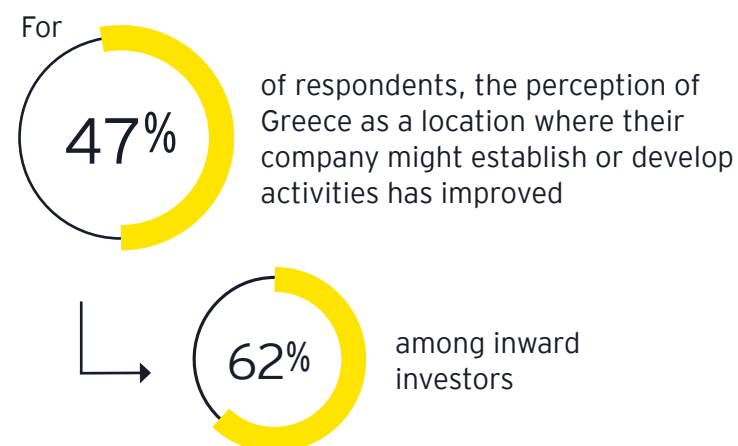 For
47%
of respondents, the perception of
Greece as a location where their
company might establish or develop
activities has improved
62%
among inward
investors